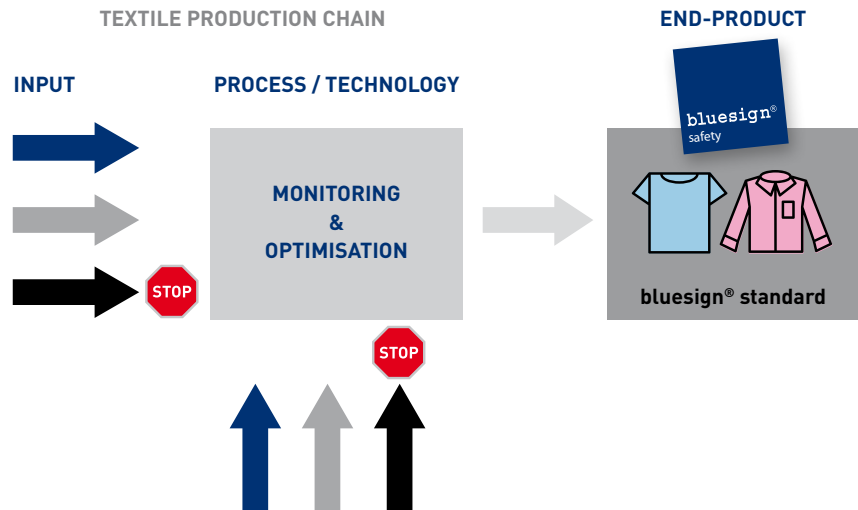 TEXTILE PRODUCTION CHAIN
END-PRODUCT
INPUT
PROCESS / TECHNOLOGY
bluesign®
safety
MONITORING
&
OPTIMISATION
STOP
bluesign® standard
STOP